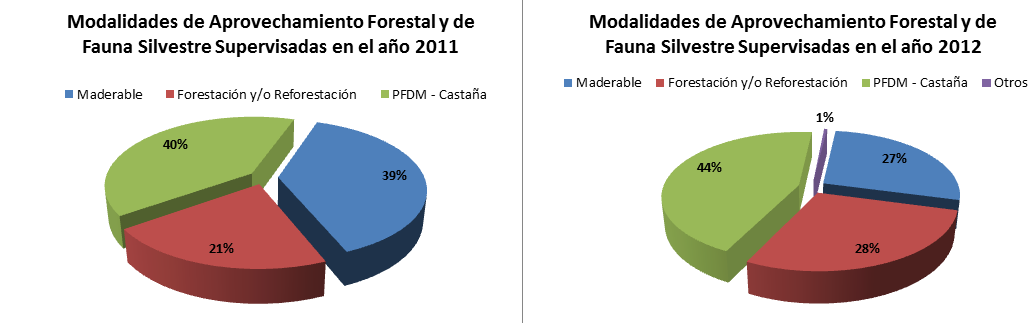 Modalidades de Aprovechamiento Forestal y de
Fauna Silvestre Supervisadas en el año 2011
Maderable
Forestación y/o Reforestación
PFDM - Castaña
40%
39%
21%
Modalidades de Aprovechamiento Forestal y de
Fauna Silvestre Supervisadas en el año 2012
Maderable
Forestación y/o Reforestación
PFDM - Castaña
Otros
1%
27%
44%
28%